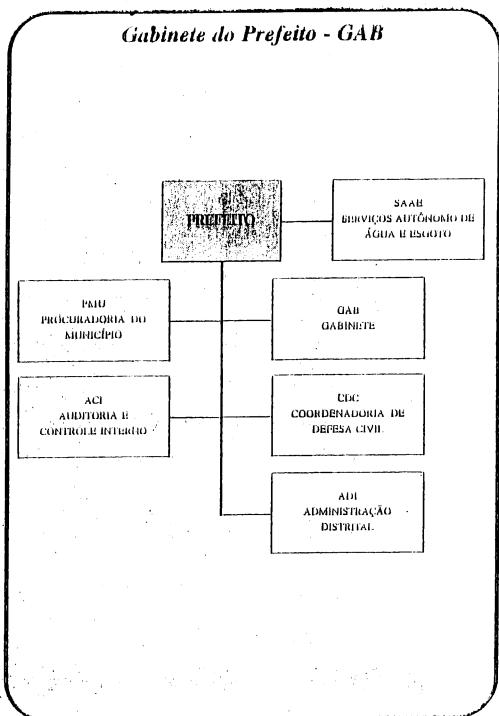 Gabinete do Prefeito - GAB
PREFEITO
SAAE
SERVIÇOS AUTÔNOMO DE
ÁGUA E ESGOTO
PMU
PROCURADORIA DO
MUNICÍPIO
GAB
GABINETE
ACI
AUDITORIA E
CONTROLE INTERNO
CDC
COORDENADORIA DE
DEFESA CIVIL
ADI
ADMINISTRAÇÃO
DISTRITAL